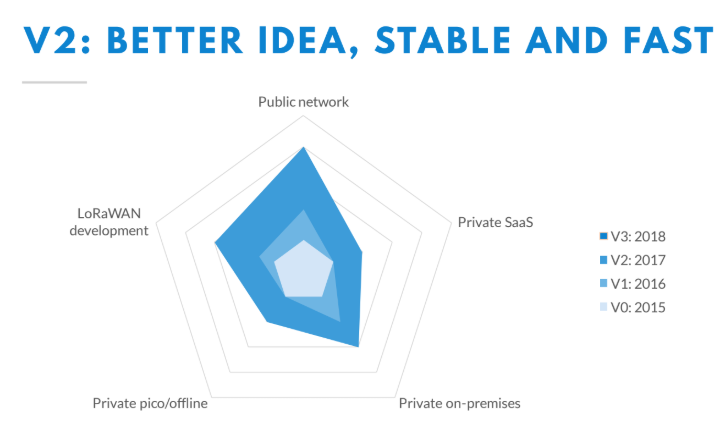 V2: BETTER IDEA, STABLE AND FAST
Public network
LoRaWAN
development
Private SaaS
V3: 2018
V2: 2017
V1: 2016
V0: 2015
Private pico/offline
Private on-premises